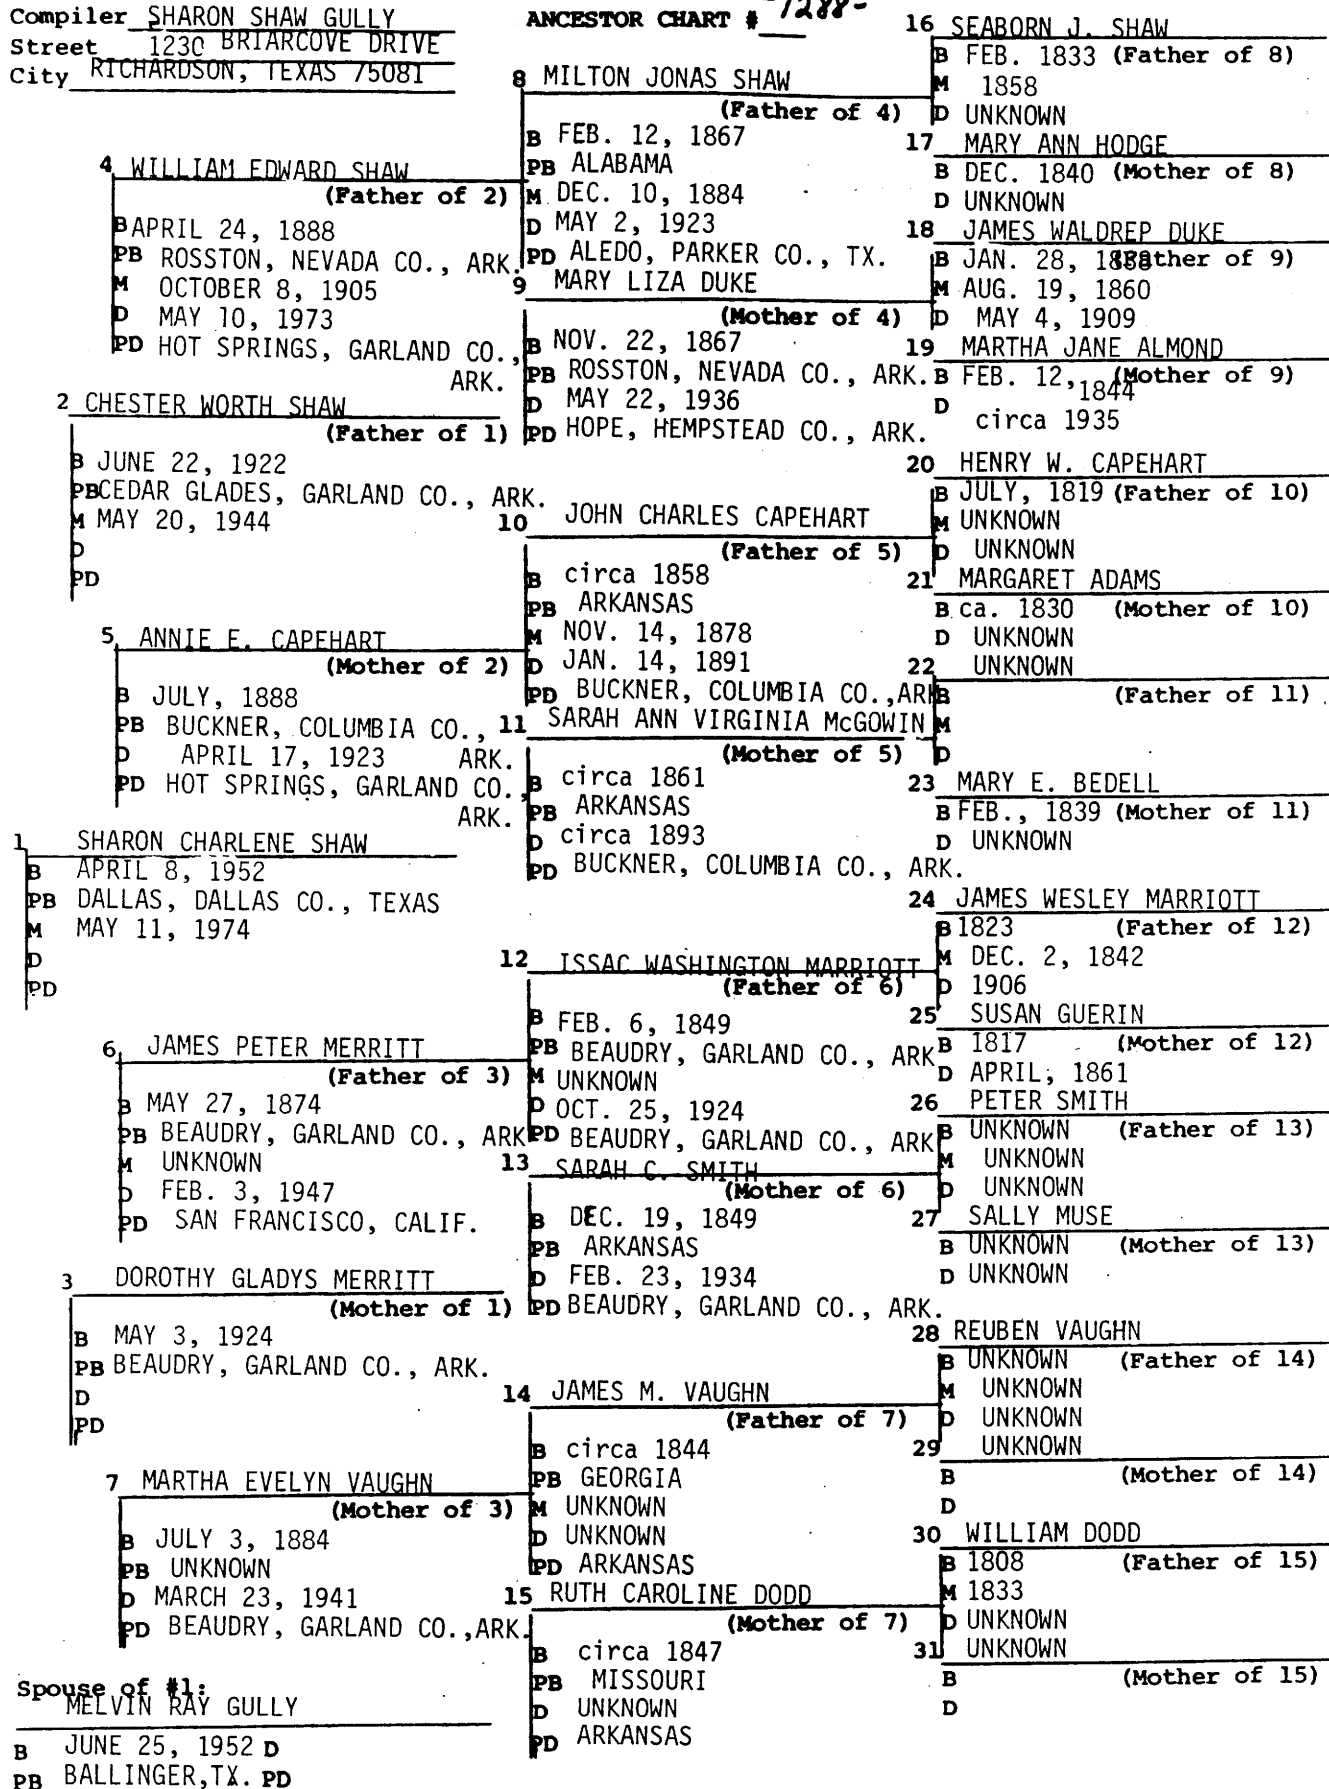 Compiler SHARON SHAW GULLY
Street 1230 BRIARCOVE DRIVE
City RICHARDSON, TEXAS 75081
ANCESTOR CHART # 1288-
1 SHARON CHARLENE SHAW
B APRIL 8, 1952
PB DALLAS, DALLAS CO., TEXAS
M MAY 11, 1974
D
PD
2 CHESTER WORTH SHAW
(Father of 1)
B JUNE 22, 1922
PB CEDAR GLADES, GARLAND CO., ARK.
M MAY 20, 1944
D
PD
3 DOROTHY GLADYS MERRITT
(Mother of 1)
B MAY 3, 1924
PB BEAUDRY, GARLAND CO., ARK.
D
PD
4 WILLIAM EDWARD SHAW
(Father of 2)
B APRIL 24, 1888
PB ROSSTON, NEVADA CO., ARK.
M OCTOBER 8, 1905
D MAY 10, 1973
PD HOT SPRINGS, GARLAND CO.,
ARK.
5 ANNIE E. CAPEHART
(Mother of 2)
B JULY, 1888
PB BUCKNER, COLUMBIA CO.,
D APRIL 17, 1923 ARK.
PD HOT SPRINGS, GARLAND CO.,
ARK.
6 JAMES PETER MERRITT
(Father of 3)
B MAY 27, 1874
PB BEAUDRY, GARLAND CO., ARK
M UNKNOWN
D FEB. 3, 1947
PD SAN FRANCISCO, CALIF.
7 MARTHA EVELYN VAUGHN
(Mother of 3)
B JULY 3, 1884
PB UNKNOWN
D MARCH 23, 1941
PD BEAUDRY, GARLAND CO.,ARK.
Spouse of #1:
MELVIN RAY GULLY
B JUNE 25, 1952 D
PB BALLINGER,TX. PD
8 MILTON JONAS SHAW
(Father of 4)
B FEB. 12, 1867
PB ALABAMA
M DEC. 10, 1884
D MAY 2, 1923
PD ALEDO, PARKER CO., TX.
9 MARY LIZA DUKE
(Mother of 4)
B NOV. 22, 1867
PB ROSSTON, NEVADA CO., ARK.
D MAY 22, 1936
PD HOPE, HEMPSTEAD CO., ARK.
10 JOHN CHARLES CAPEHART
(Father of 5)
B circa 1858
PB ARKANSAS
M NOV. 14, 1878
D JAN. 14, 1891
PD BUCKNER, COLUMBIA CO.,ARK
11 SARAH ANN VIRGINIA McGOWIN
(Mother of 5)
B circa 1861
PB ARKANSAS
D circa 1893
PD BUCKNER, COLUMBIA CO., ARK.
12 ISSAC WASHINGTON MARRIOTT
(Father of 6)
B FEB. 6, 1849
PB BEAUDRY, GARLAND CO., ARK
M UNKNOWN
D OCT. 25, 1924
PD BEAUDRY, GARLAND CO., ARK
13 SARAH C. SMITH
(Mother of 6)
B DEC. 19, 1849
PB ARKANSAS
D FEB. 23, 1934
PD BEAUDRY, GARLAND CO., ARK.
14 JAMES M. VAUGHN
(Father of 7)
B circa 1844
PB GEORGIA
M UNKNOWN
D UNKNOWN
PD ARKANSAS
15 RUTH CAROLINE DODD
(Mother of 7)
B circa 1847
PB MISSOURI
D UNKNOWN
PD ARKANSAS
16 SEABORN J. SHAW
B FEB. 1833 (Father of 8)
M 1858
D UNKNOWN
17 MARY ANN HODGE
B DEC. 1840 (Mother of 8)
D UNKNOWN
18 JAMES WALDREP DUKE
B JAN. 28, 1838 (Father of 9)
M AUG. 19, 1860
D MAY 4, 1909
19 MARTHA JANE ALMOND
B FEB. 12, 1844 (Mother of 9)
D circa 1935
20 HENRY W. CAPEHART
B JULY, 1819 (Father of 10)
M UNKNOWN
D UNKNOWN
21 MARGARET ADAMS
B ca. 1830 (Mother of 10)
D UNKNOWN
22 UNKNOWN
B (Father of 11)
M
D
23 MARY E. BEDELL
B FEB., 1839 (Mother of 11)
D UNKNOWN
24 JAMES WESLEY MARRIOTT
B 1823 (Father of 12)
M DEC. 2, 1842
D 1906
25 SUSAN GUERIN
B 1817 (Mother of 12)
D APRIL, 1861
26 PETER SMITH
B UNKNOWN (Father of 13)
M UNKNOWN
D UNKNOWN
27 SALLY MUSE
B UNKNOWN (Mother of 13)
D UNKNOWN
28 REUBEN VAUGHN
B UNKNOWN (Father of 14)
M UNKNOWN
D UNKNOWN
29 UNKNOWN
B (Mother of 14)
D
30 WILLIAM DODD
B 1808 (Father of 15)
M 1833
D UNKNOWN
31 UNKNOWN
B (Mother of 15)
D